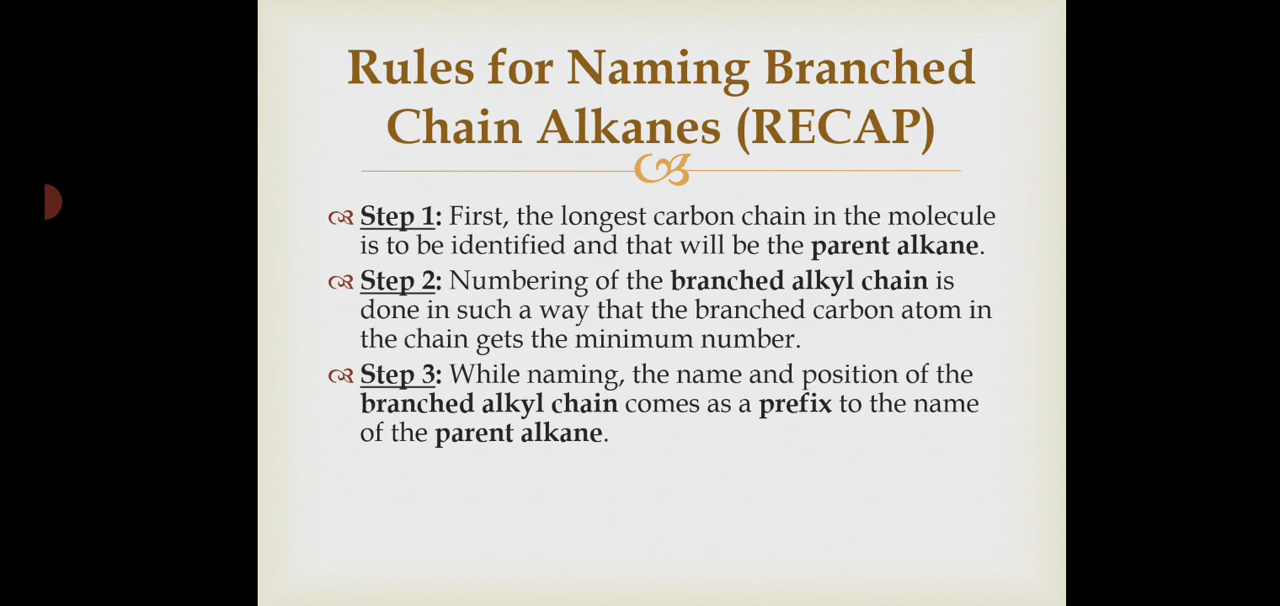 Rules for Naming Branched
Chain Alkanes (RECAP)
Step 1: First, the longest carbon chain in the molecule
is to be identified and that will be the parent alkane.
Step 2: Numbering of the branched alkyl chain is
done in such a way that the branched carbon atom in
the chain gets the minimum number.
Step 3: While naming, the name and position of the
branched alkyl chain comes as a prefix to the name
of the parent alkane.